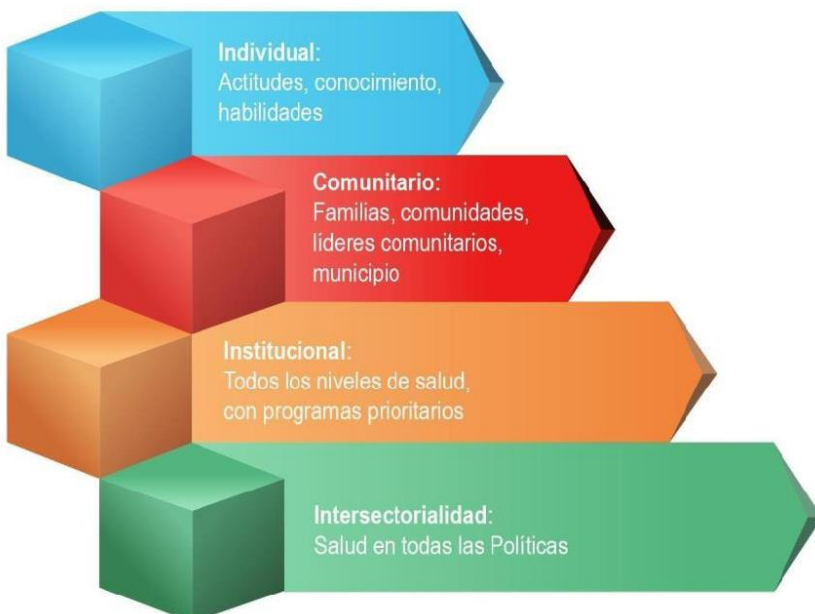 Individual:
Actitudes, conocimiento,
habilidades
Comunitario:
Familias, comunidades,
líderes comunitarios,
municipio
Institucional:
Todos los niveles de salud,
con programas prioritarios
Intersectorialidad:
Salud en todas las Políticas